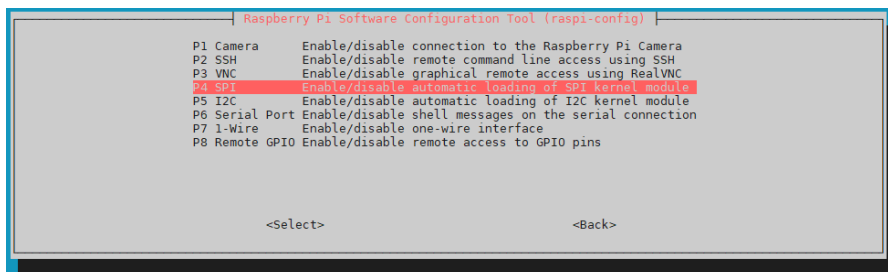 Raspberry Pi Software Configuration Tool (raspi-config)
P1 Camera Enable/disable connection to the Raspberry Pi Camera
P2 SSH Enable/disable remote command line access using SSH
P3 VNC Enable/disable graphical remote access using RealVNC
P4 SPI Enable/disable automatic loading of SPI kernel module
P5 I2C Enable/disable automatic loading of I2C kernel module
P6 Serial Port Enable/disable shell messages on the serial connection
P7 1-Wire Enable/disable one-wire interface
P8 Remote GPIO Enable/disable remote access to GPIO pins
<Select> <Back>